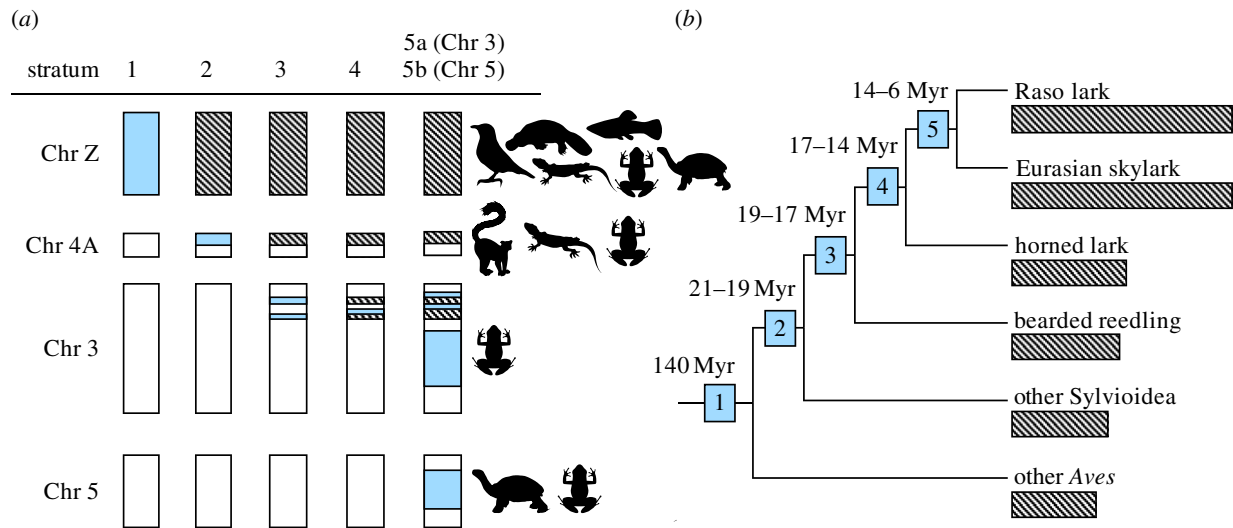 (a)
5a (Chr 3)
stratum 1 2 3 4 5b (Chr 5)
Chr Z
Chr 4A
Chr 3
Chr 5
(b)
14–6 Myr
Raso lark
5
17–14 Myr
Eurasian skylark
4
19–17 Myr
horned lark
3
21–19 Myr
bearded reedling
2
140 Myr
other Sylvioidea
1
other Aves